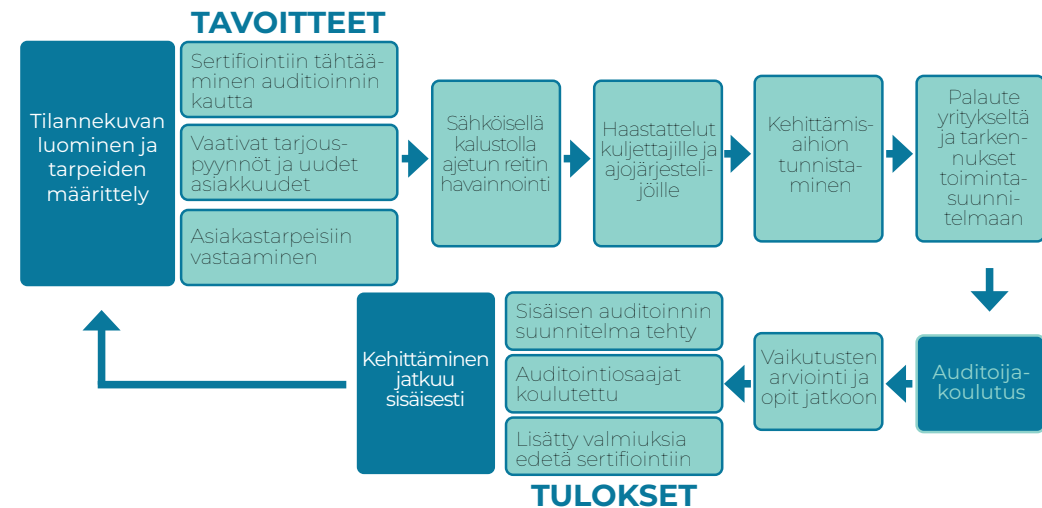 TAVOITTEET
Tilannekuvan
luominen ja
tarpeiden
määrittely
Sertifiointiin tähtää-
minen auditioinnin
kautta
Vaativat tarjous-
pyynnöt ja uudet
asiakkuudet
Asiakastarpeisiin
vastaaminen
Sähköisellä
kalustolla
ajetun reitin
havainnointi
Haastattelut
kuljettajille ja
ajojärjesteli-
jöille
Kehittämis-
aihion
tunnista-
minen
Palaute
yritykseltä
ja tarken-
nukset
toiminta-
suunni-
telmaan
Auditoija-
koulutus
Vaikutusten
arviointi ja
opit jatkoon
Sisäisen auditoinnin
suunnitelma tehty
Auditointiosaajat
koulutettu
Lisätty valmiuksia
edetä sertifiointiin
TULOKSET
Kehittäminen
jatkuu
sisäisesti